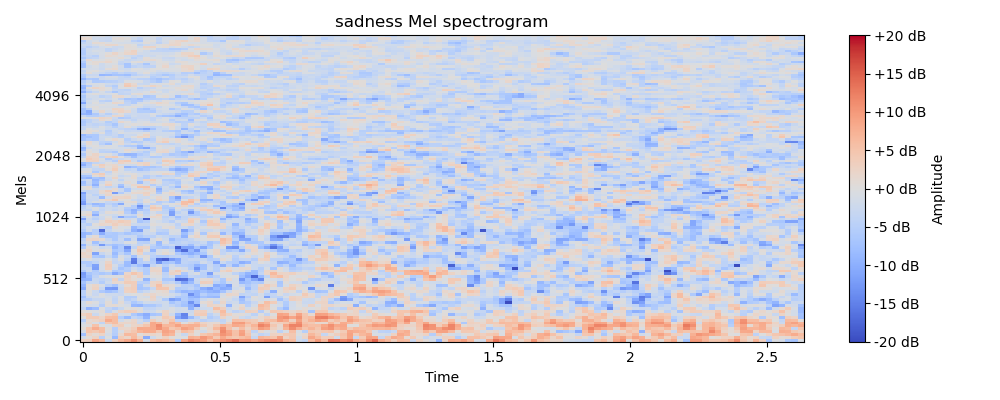 sadness Mel spectrogram
4096
2048
1024
512
0
Mels
0
0.5
1
1.5
2
2.5
Time
+20 dB
+15 dB
+10 dB
+5 dB
+0 dB
-5 dB
-10 dB
-15 dB
-20 dB
Amplitude